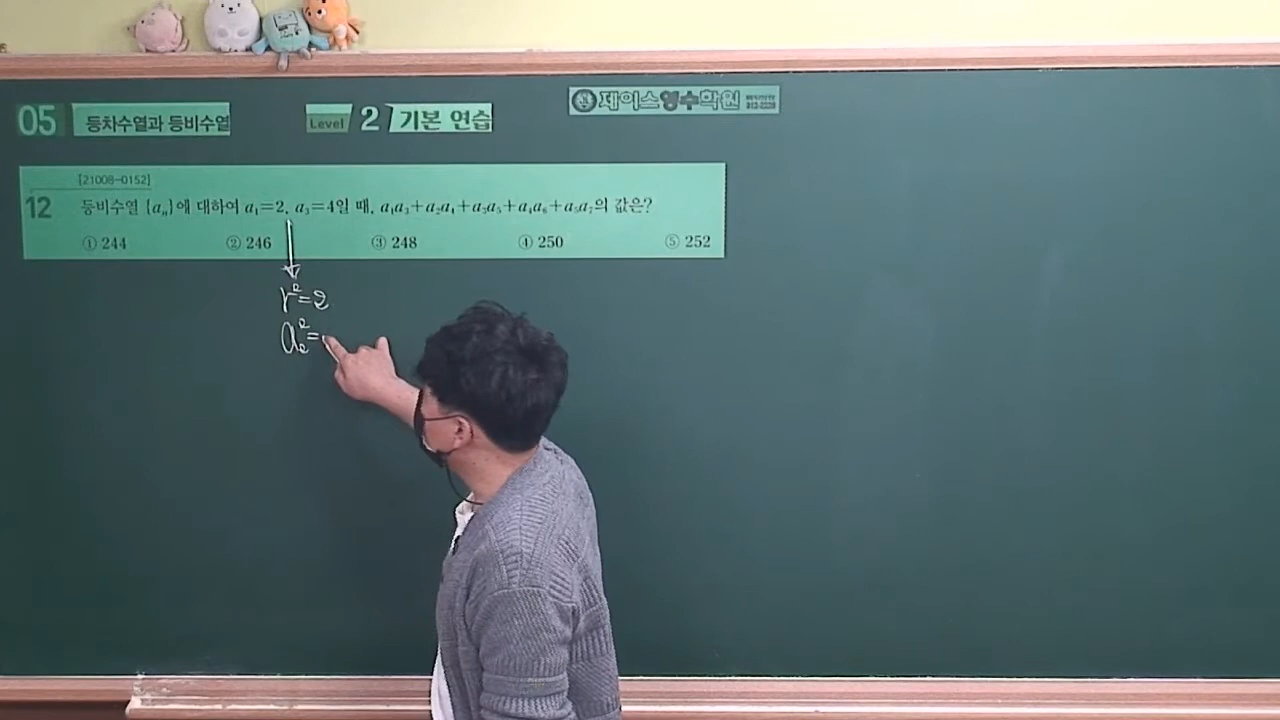 05 등차수열과 등비수열
Level 2 기본 연습
제이스영수학원
[21008-0152]
12 등비수열 {aₙ}에 대하여 a₁=2, a₃=4일 때, a₁a₃+a₂a₄+a₃a₅+a₄a₆+a₅a₇의 값은?
① 244 ② 246 ③ 248 ④ 250 ⑤ 252
r²=2
a₂²=